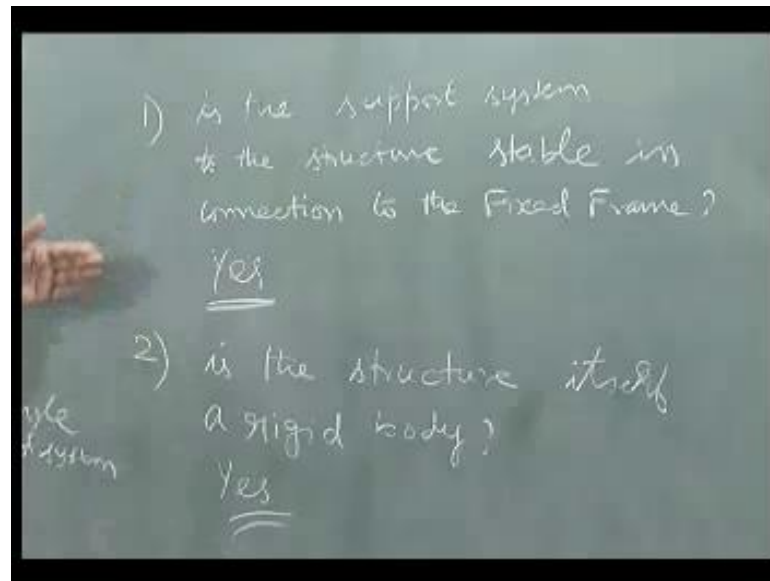 1) is the support system
to the structure stable in
connection to the Fixed Frame?
Yes
2) is the structure itself
a rigid body?
Yes
system